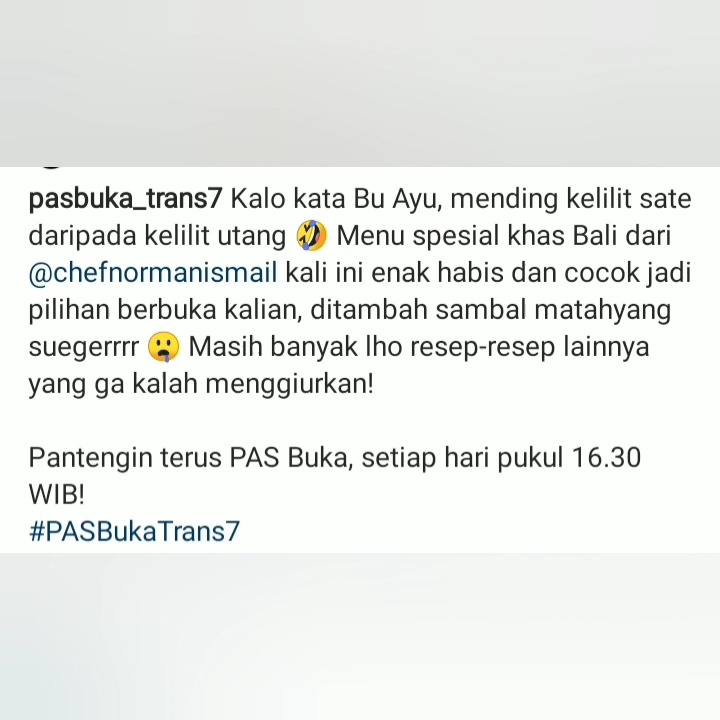 pasbuka_trans7 Kalo kata Bu Ayu, mending kelilit sate
daripada kelilit utang 🤣 Menu spesial khas Bali dari
@chefnormanismail kali ini enak habis dan cocok jadi
pilihan berbuka kalian, ditambah sambal matahyang
suegerrrr 🤤 Masih banyak lho resep-resep lainnya
yang ga kalah menggiurkan!
Pantengin terus PAS Buka, setiap hari pukul 16.30
WIB!
#PASBukaTrans7